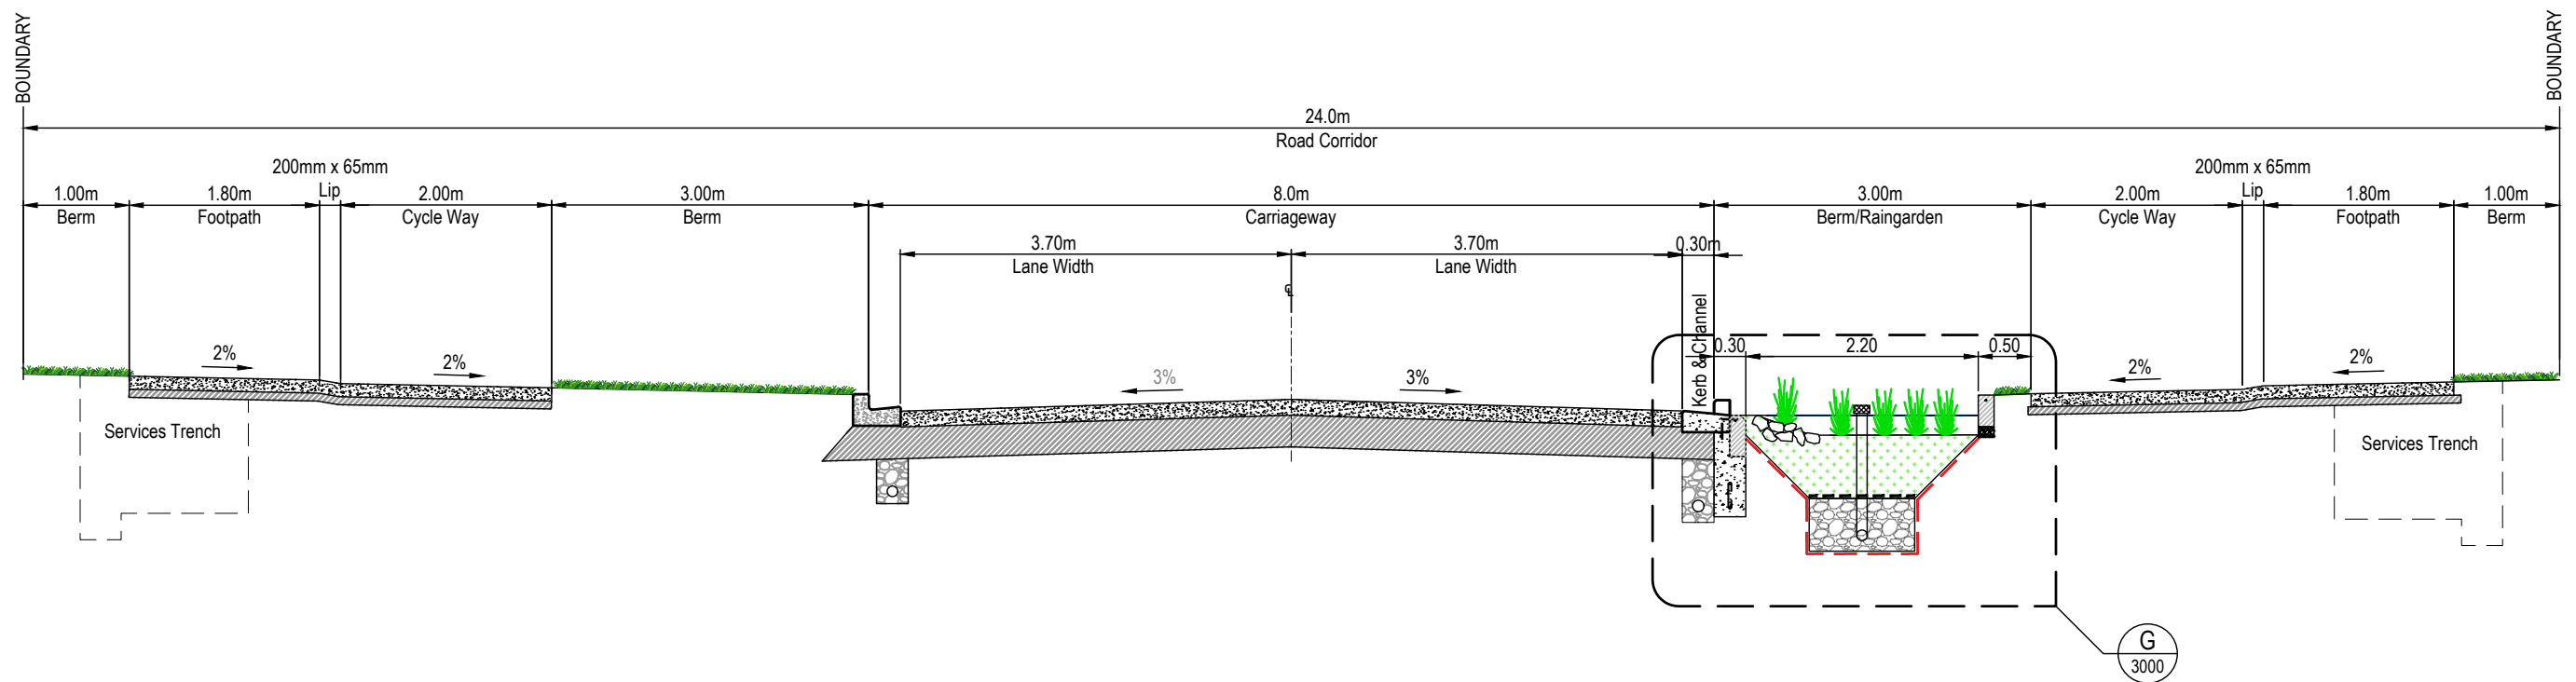 BOUNDARY
BOUNDARY
24.0m
Road Corridor
200mm x 65mm
Lip
200mm x 65mm
Lip
1.00m
Berm
1.80m
Footpath
2.00m
Cycle Way
3.00m
Berm
8.0m
Carriageway
3.00m
Berm/Raingarden
2.00m
Cycle Way
1.80m
Footpath
1.00m
Berm
3.70m
Lane Width
3.70m
Lane Width
0.30m
Kerb & Channel
℄
0.30
2.20
0.50
2%
2%
3%
3%
2%
2%
Services Trench
Services Trench
G
3000